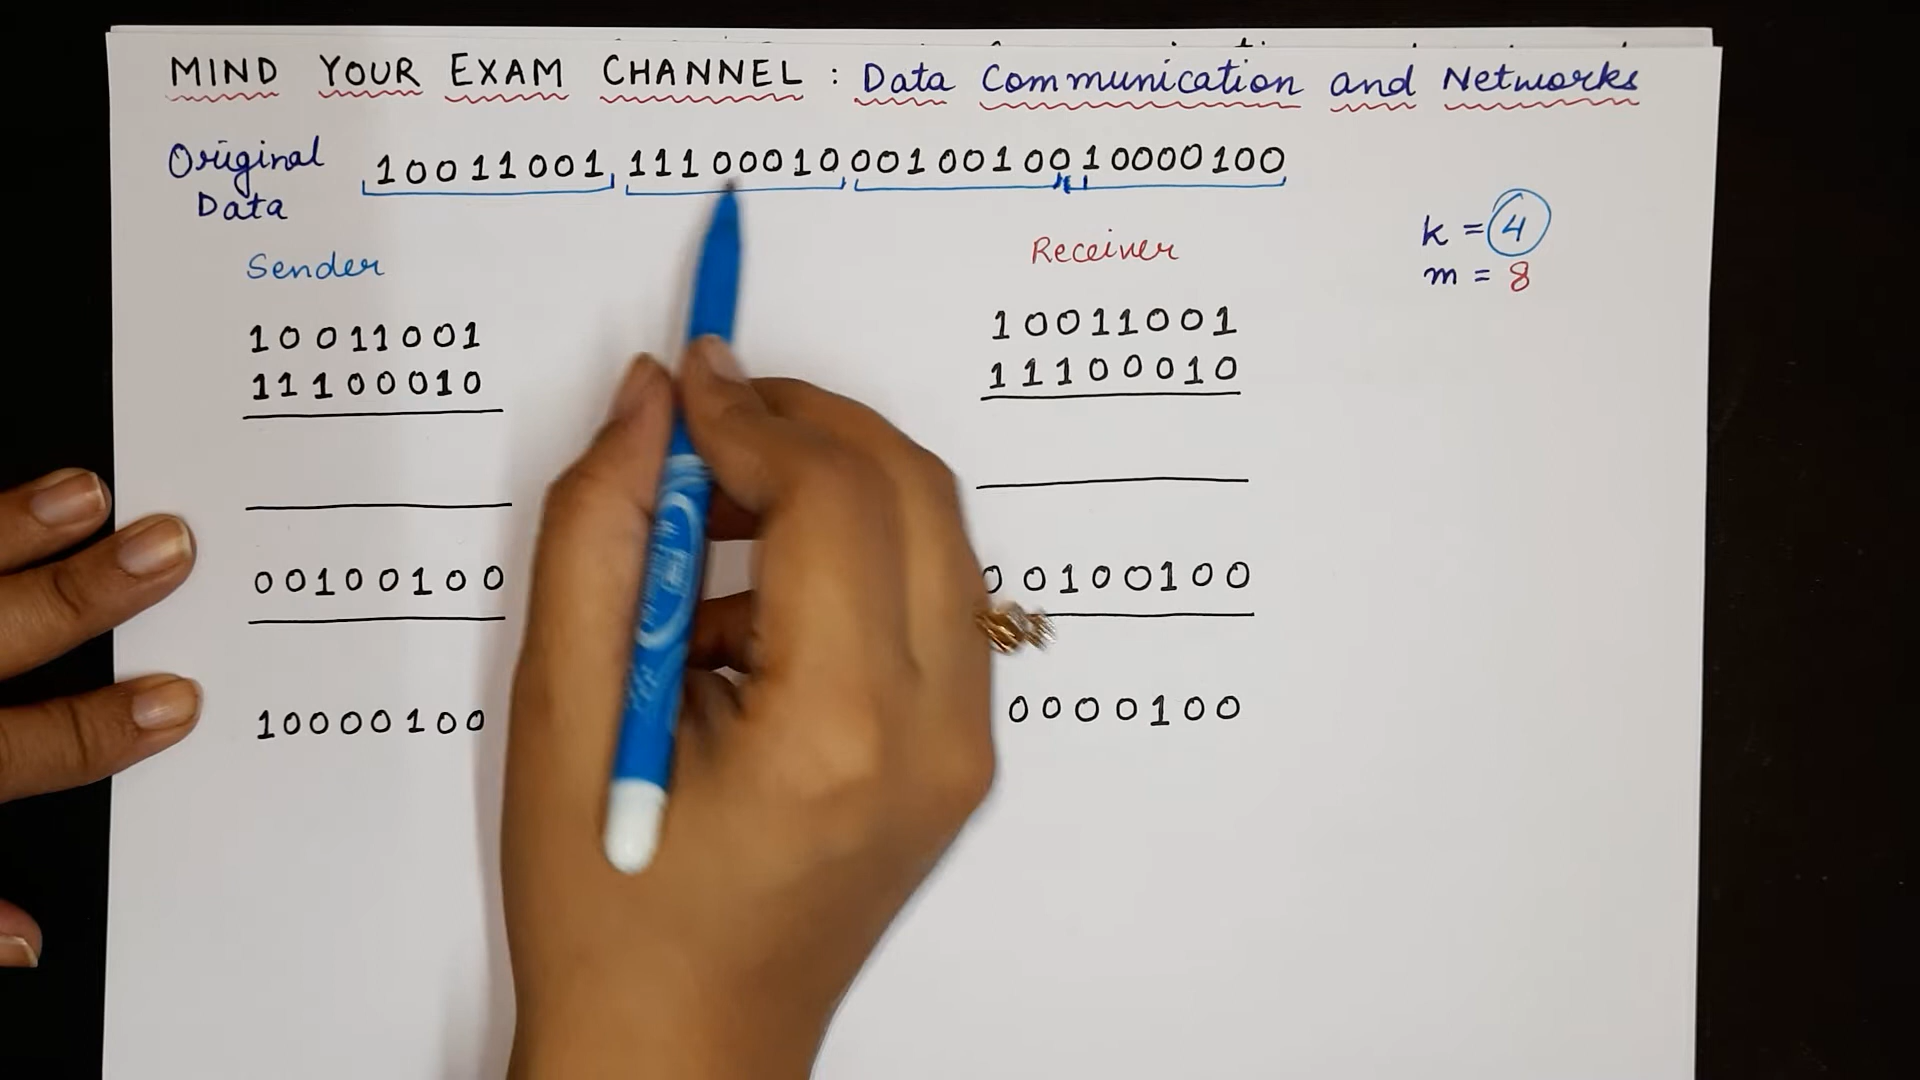 MIND YOUR EXAM CHANNEL : Data Communication and Networks
Original Data 10011001 11100010 00100100 10000100
k = 4
m = 8
Sender Receiver
10011001 10011001
11100010 11100010
00100100 00100100
10000100 0000100